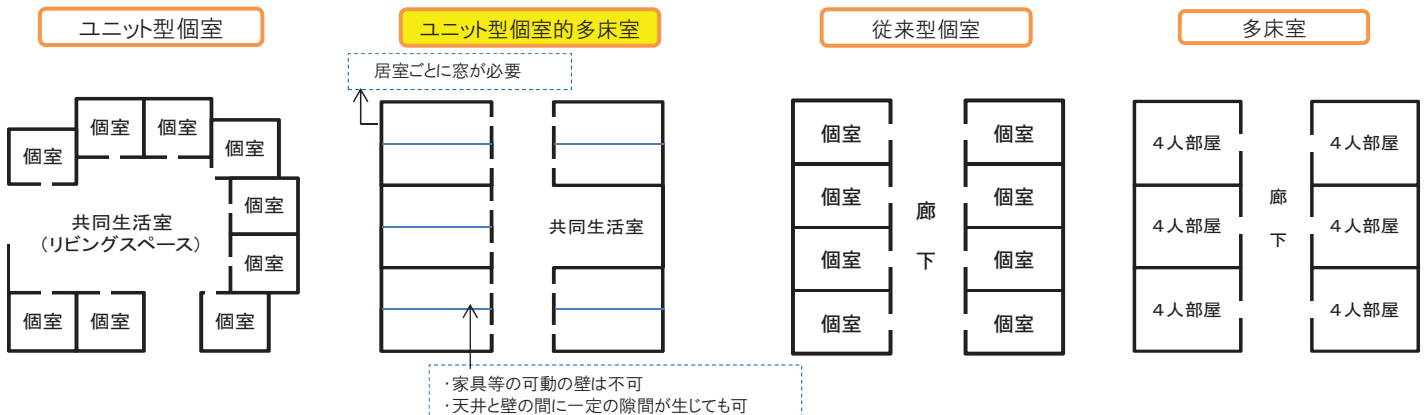 ユニット型個室
ユニット型個室的多床室
従来型個室
多床室
居室ごとに窓が必要
個室
個室
個室
個室
個室
個室
個室
個室
個室
共同生活室
(リビングスペース)
共同生活室
・家具等の可動の壁は不可
・天井と壁の間に一定の隙間が生じても可
個室
個室
個室
個室
廊
下
個室
個室
個室
個室
4人部屋
4人部屋
4人部屋
廊
下
4人部屋
4人部屋
4人部屋